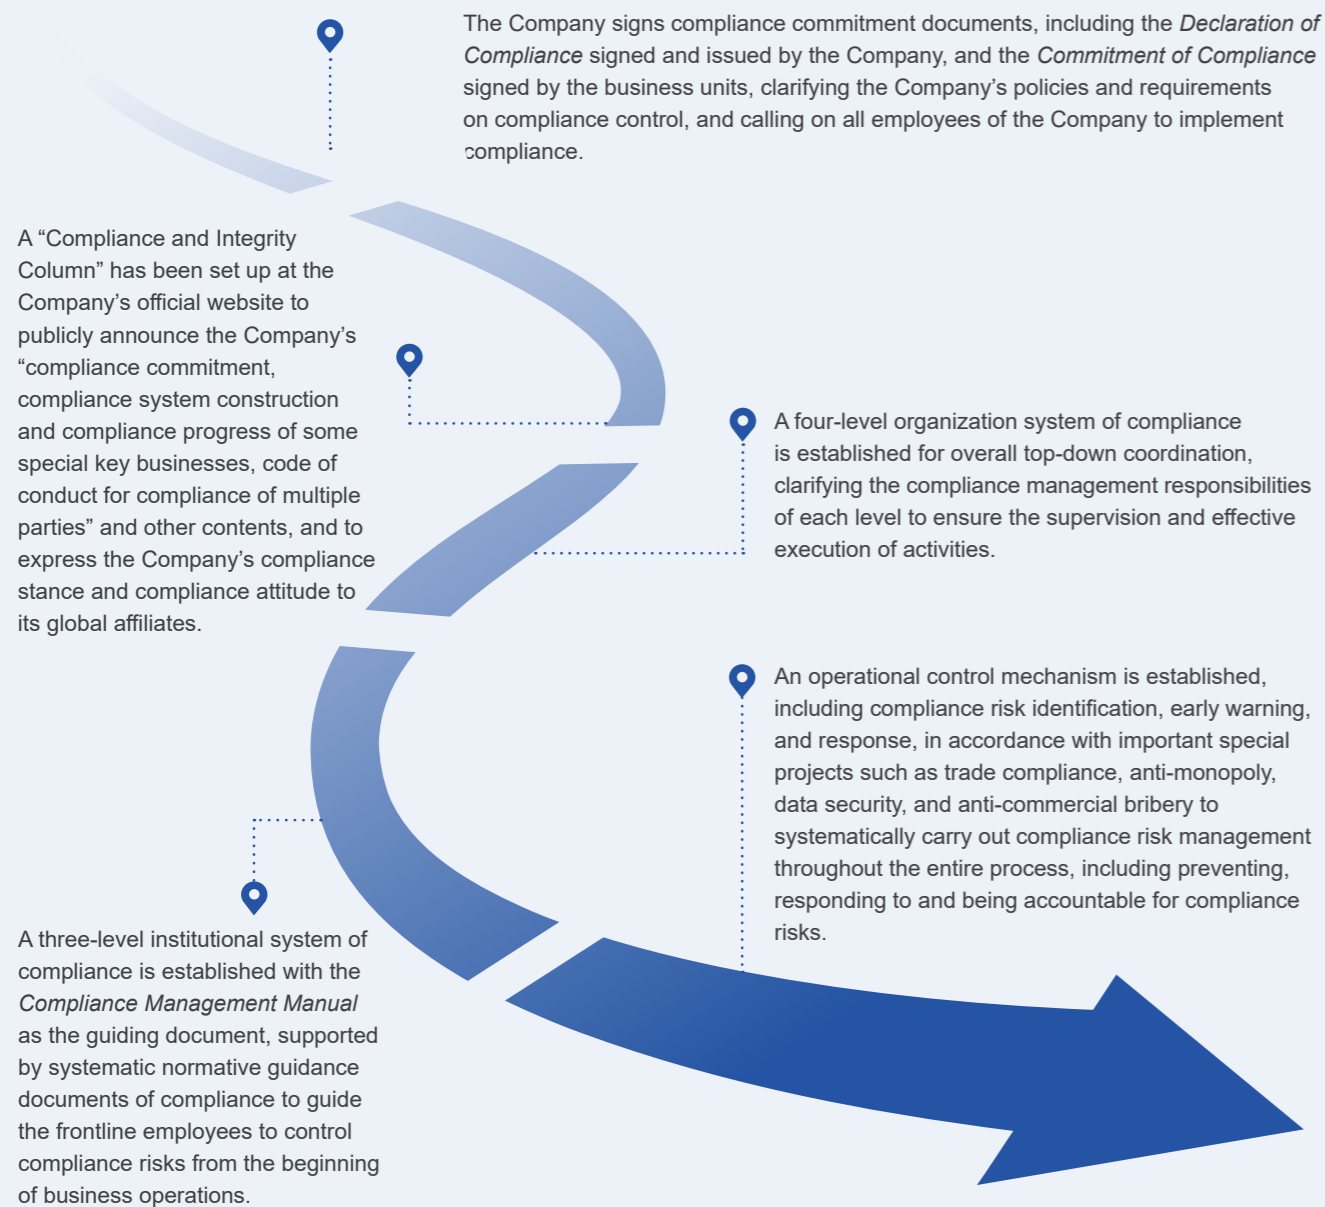 The Company signs compliance commitment documents, including the Declaration of
Compliance signed and issued by the Company, and the Commitment of Compliance
signed by the business units, clarifying the Company’s policies and requirements
on compliance control, and calling on all employees of the Company to implement
compliance.
A “Compliance and Integrity
Column” has been set up at the
Company’s official website to
publicly announce the Company’s
“compliance commitment,
compliance system construction
and compliance progress of some
special key businesses, code of
conduct for compliance of multiple
parties” and other contents, and to
express the Company’s compliance
stance and compliance attitude to
its global affiliates.
A four-level organization system of compliance
is established for overall top-down coordination,
clarifying the compliance management responsibilities
of each level to ensure the supervision and effective
execution of activities.
A three-level institutional system of
compliance is established with the
Compliance Management Manual
as the guiding document, supported
by systematic normative guidance
documents of compliance to guide
the frontline employees to control
compliance risks from the beginning
of business operations.
An operational control mechanism is established,
including compliance risk identification, early warning,
and response, in accordance with important special
projects such as trade compliance, anti-monopoly,
data security, and anti-commercial bribery to
systematically carry out compliance risk management
throughout the entire process, including preventing,
responding to and being accountable for compliance
risks.